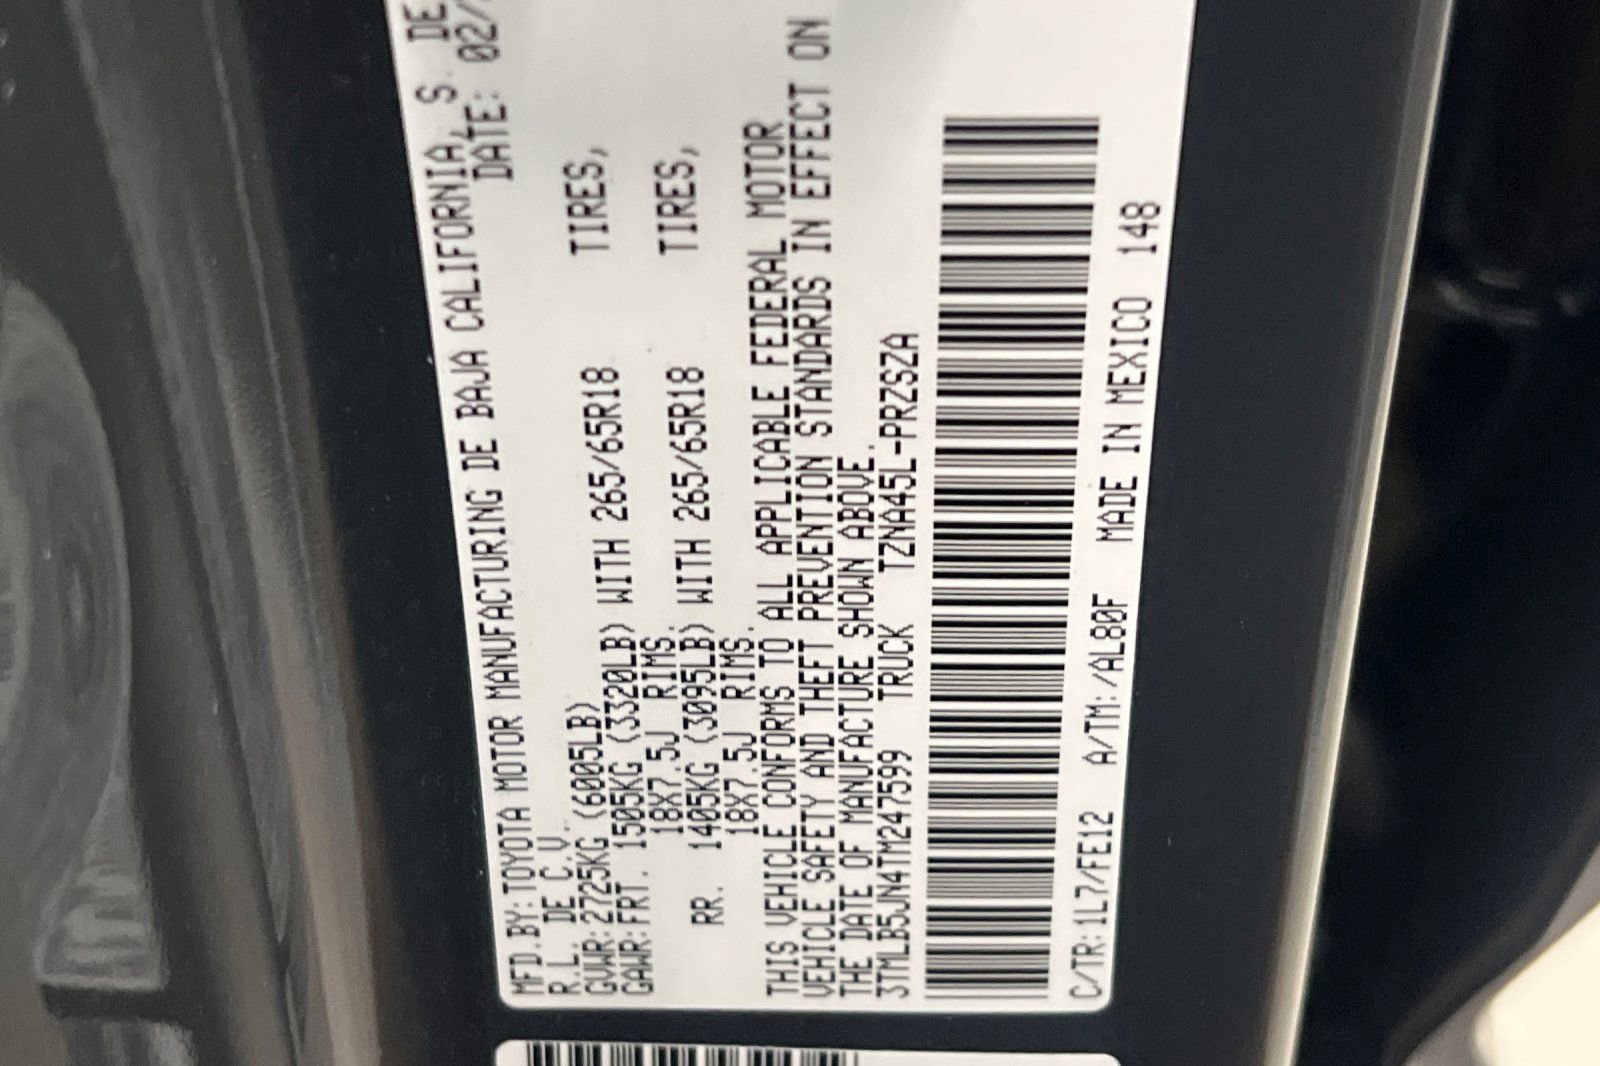 MFD.BY:TOYOTA MOTOR MANUFACTURING DE BAJA CALIFORNIA, S. DE
R.L. DE C.V. DATE: 02/
GVWR:2725KG (6005LB)
GAWR:FRT. 1505KG (3320LB) WITH 265/65R18 TIRES,
18X7.5J RIMS.
RR. 1405KG (3095LB) WITH 265/65R18 TIRES,
18X7.5J RIMS.
THIS VEHICLE CONFORMS TO ALL APPLICABLE FEDERAL MOTOR
VEHICLE SAFETY AND THEFT PREVENTION STANDARDS IN EFFECT ON
THE DATE OF MANUFACTURE SHOWN ABOVE.
3TMLB5JN4TM247599 TRUCK TZNA45L-PRZSZA
C/TR:1L7/FE12 A/TM:/AL80F MADE IN MEXICO 148